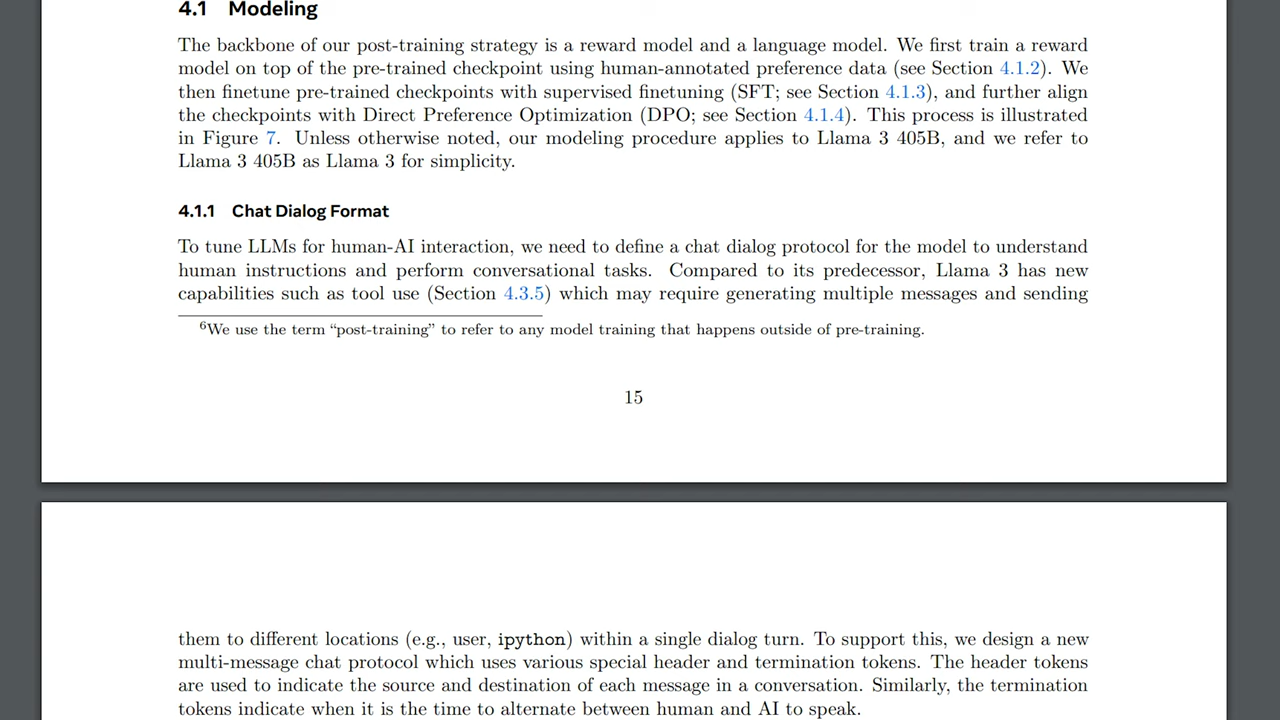 4.1 Modeling
The backbone of our post-training strategy is a reward model and a language model. We first train a reward
model on top of the pre-trained checkpoint using human-annotated preference data (see Section 4.1.2). We
then finetune pre-trained checkpoints with supervised finetuning (SFT; see Section 4.1.3), and further align
the checkpoints with Direct Preference Optimization (DPO; see Section 4.1.4). This process is illustrated
in Figure 7. Unless otherwise noted, our modeling procedure applies to Llama 3 405B, and we refer to
Llama 3 405B as Llama 3 for simplicity.
4.1.1 Chat Dialog Format
To tune LLMs for human-AI interaction, we need to define a chat dialog protocol for the model to understand
human instructions and perform conversational tasks. Compared to its predecessor, Llama 3 has new
capabilities such as tool use (Section 4.3.5) which may require generating multiple messages and sending
6We use the term “post-training” to refer to any model training that happens outside of pre-training.
15
them to different locations (e.g., user, ipython) within a single dialog turn. To support this, we design a new
multi-message chat protocol which uses various special header and termination tokens. The header tokens
are used to indicate the source and destination of each message in a conversation. Similarly, the termination
tokens indicate when it is the time to alternate between human and AI to speak.